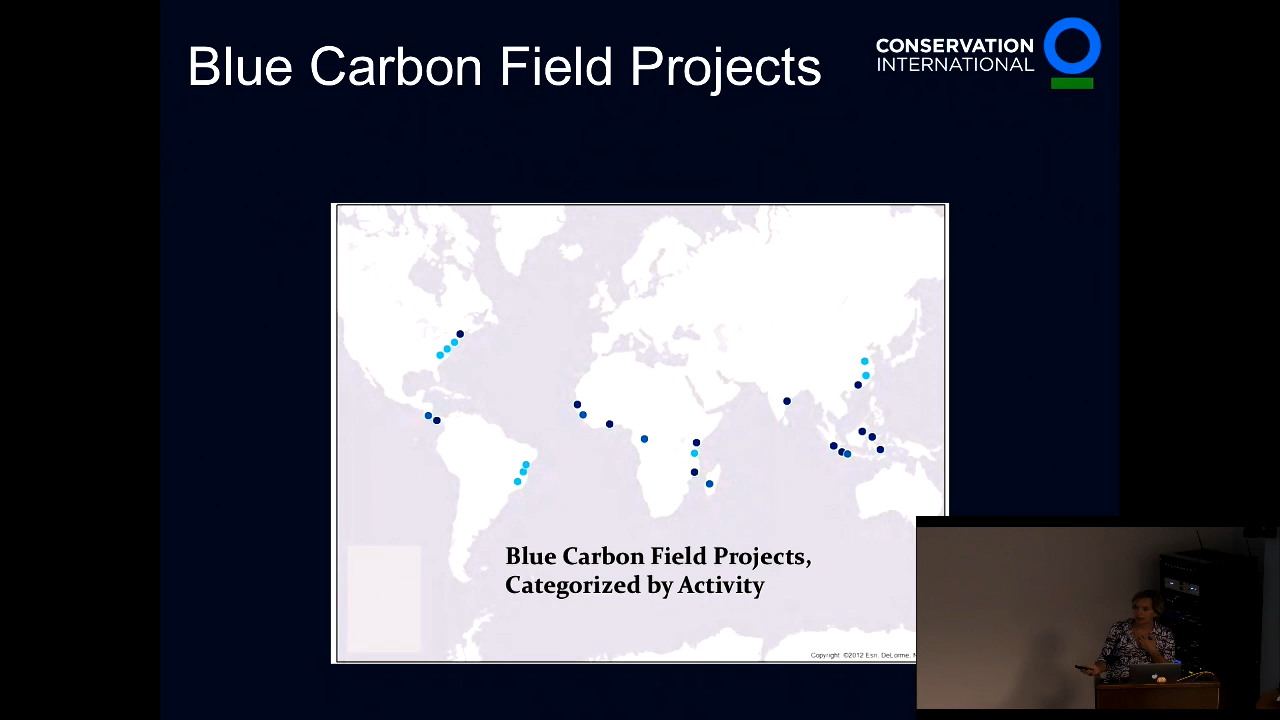 Blue Carbon Field Projects
CONSERVATION
INTERNATIONAL
Blue Carbon Field Projects,
Categorized by Activity
Copyright: ©2012 Esri, DeLorme,